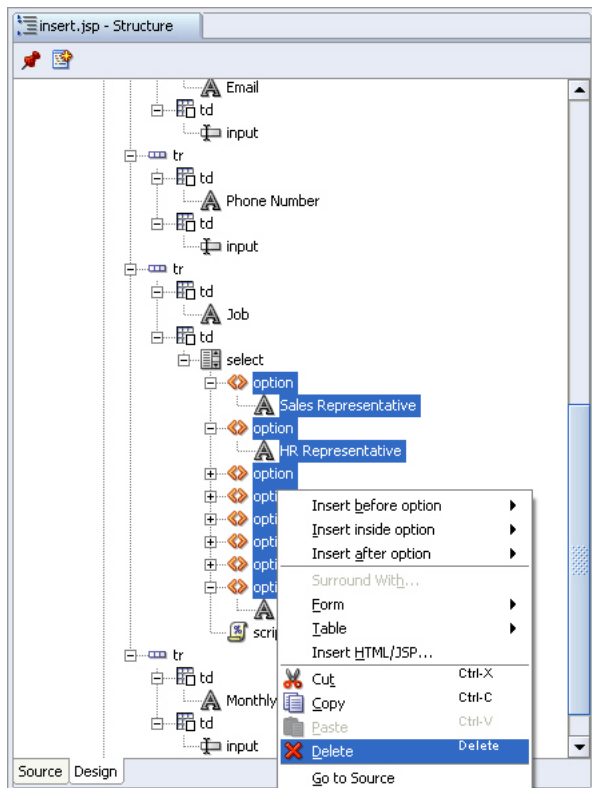 insert.jsp - Structure
Email
td
input
tr
td
Phone Number
td
input
tr
td
Job
td
select
option
Sales Representative
option
HR Representative
option
opti
opti
opti
opti
opti
scrip
tr
td
Monthly
td
input
Insert before option
Insert inside option
Insert after option
Surround With...
Form
Table
Insert HTML/JSP...
Cut Ctrl-X
Copy Ctrl-C
Paste Ctrl-V
Delete Delete
Go to Source
Source Design